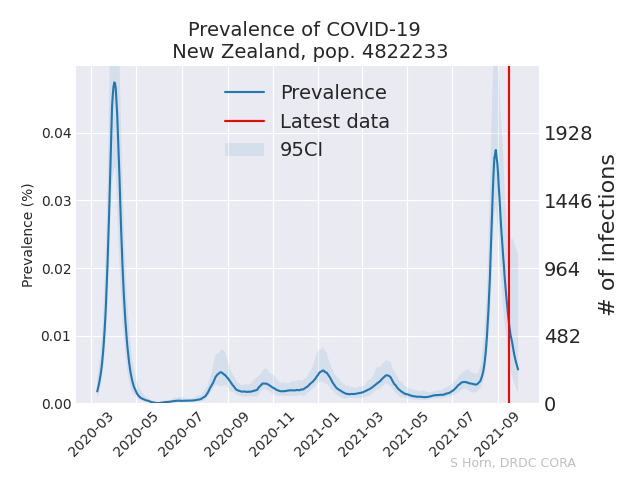 Prevalence of COVID-19
New Zealand, pop. 4822233
Prevalence
Latest data
95CI
Prevalence (%)
0.04
0.03
0.02
0.01
0.00
1928
1446
964
482
0
# of infections
2020-03
2020-05
2020-07
2020-09
2020-11
2021-01
2021-03
2021-05
2021-07
2021-09
S Horn, DRDC CORA